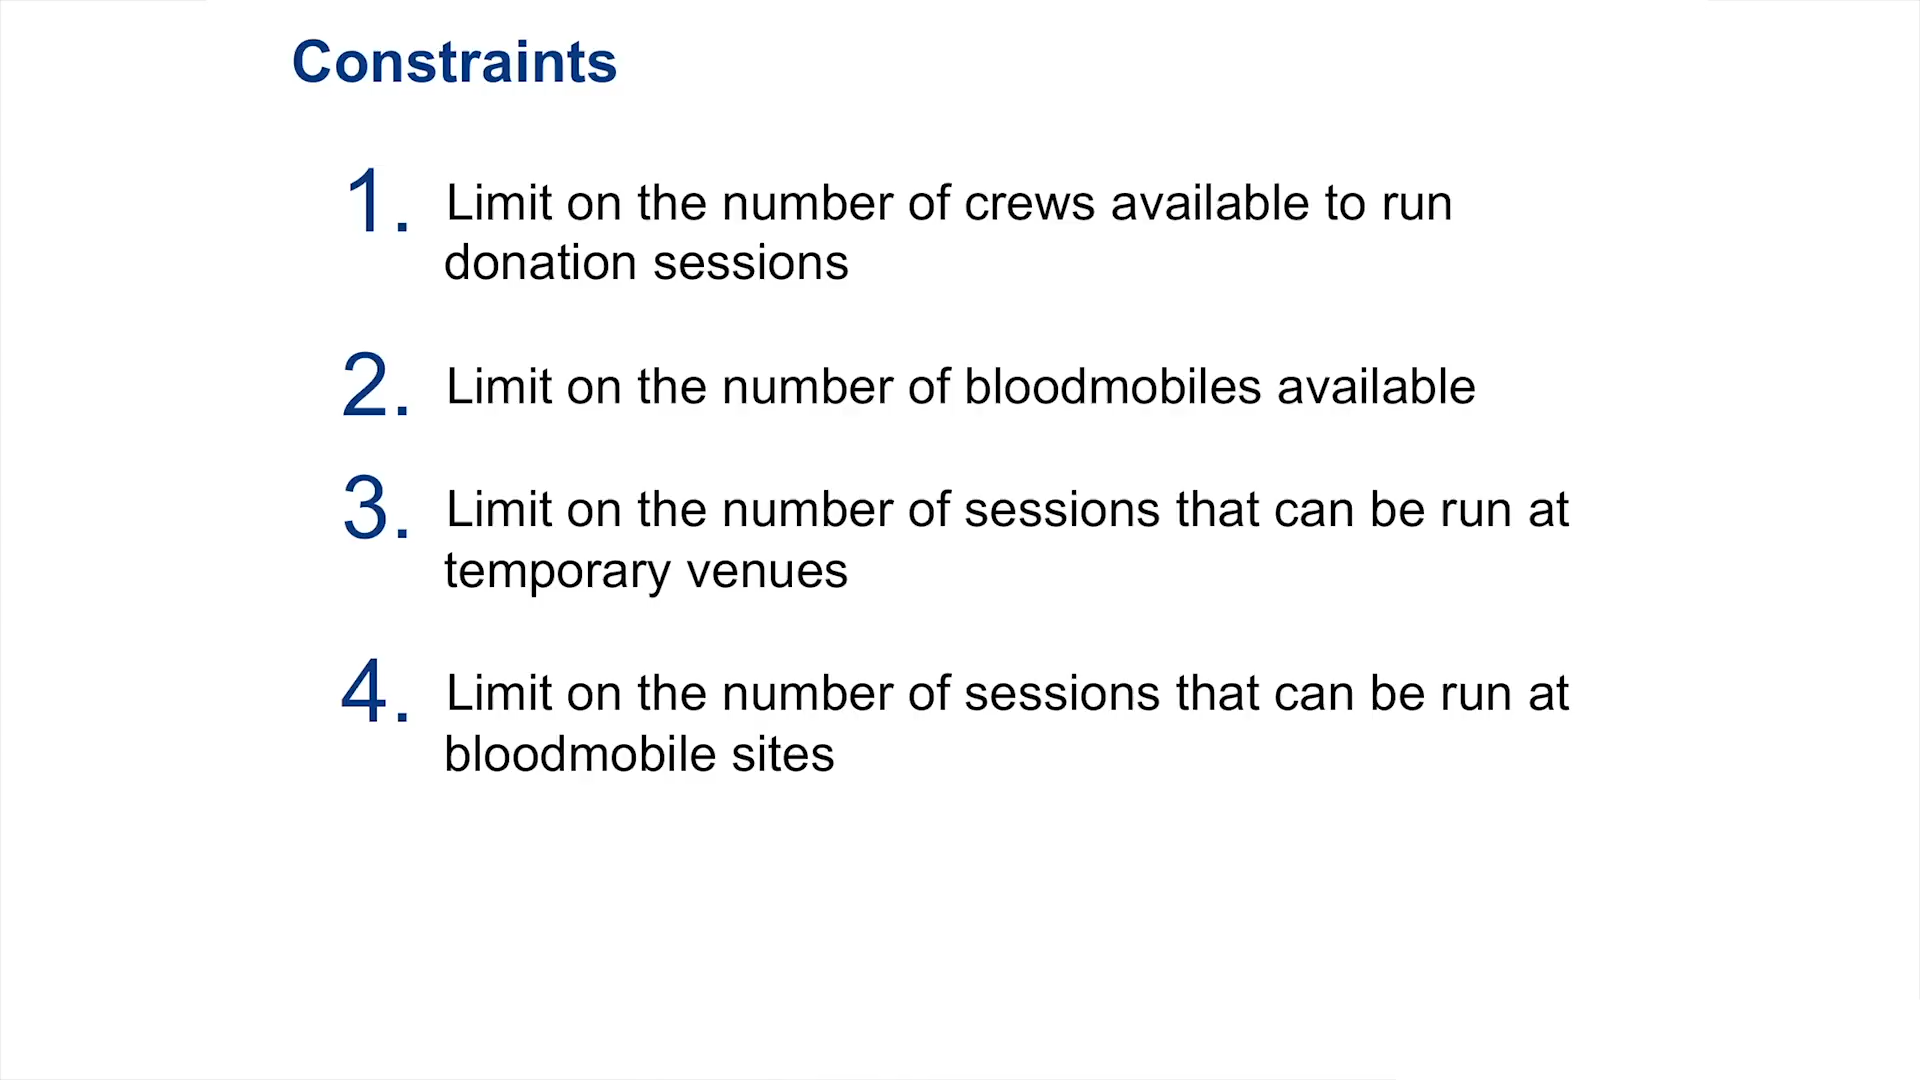 Constraints
1. Limit on the number of crews available to run
donation sessions
2. Limit on the number of bloodmobiles available
3. Limit on the number of sessions that can be run at
temporary venues
4. Limit on the number of sessions that can be run at
bloodmobile sites